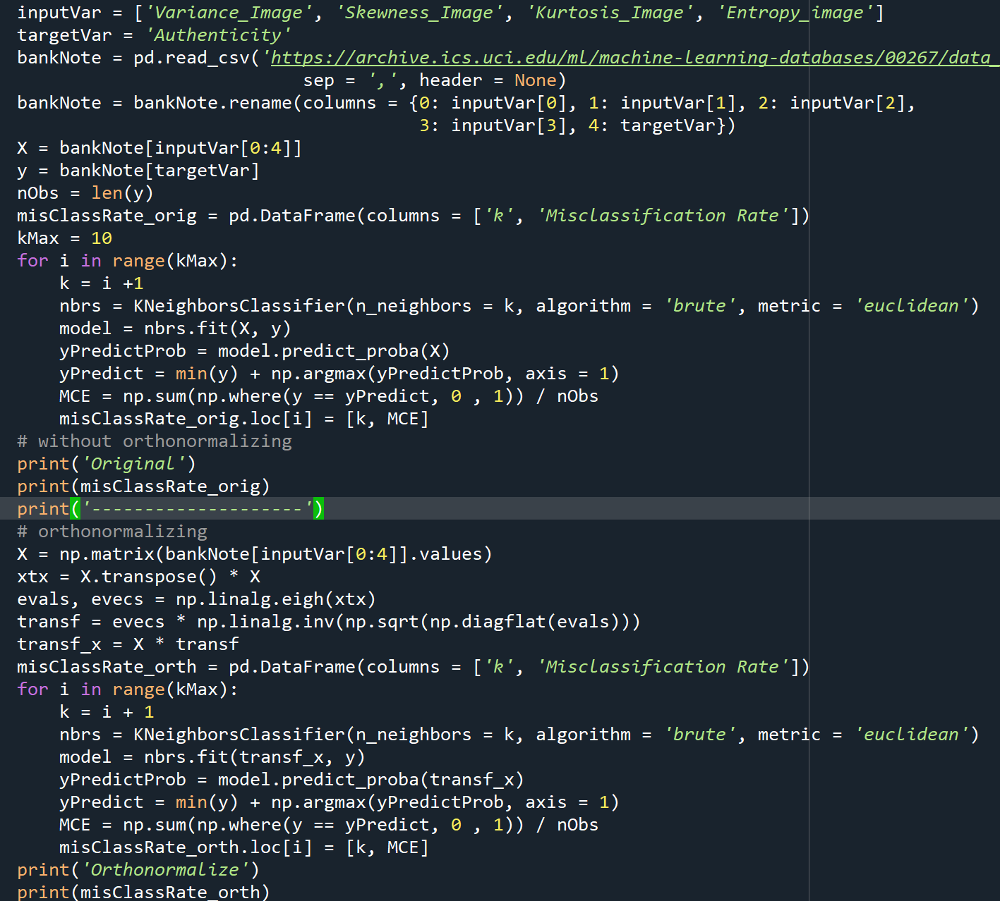 inputVar = ['Variance_Image', 'Skewness_Image', 'Kurtosis_Image', 'Entropy_image']
targetVar = 'Authenticity'
bankNote = pd.read_csv('https://archive.ics.uci.edu/ml/machine-learning-databases/00267/data_
                           sep = ',', header = None)
bankNote = bankNote.rename(columns = {0: inputVar[0], 1: inputVar[1], 2: inputVar[2],
                                      3: inputVar[3], 4: targetVar})
X = bankNote[inputVar[0:4]]
y = bankNote[targetVar]
nObs = len(y)
misClassRate_orig = pd.DataFrame(columns = ['k', 'Misclassification Rate'])
kMax = 10
for i in range(kMax):
    k = i +1
    nbrs = KNeighborsClassifier(n_neighbors = k, algorithm = 'brute', metric = 'euclidean')
    model = nbrs.fit(X, y)
    yPredictProb = model.predict_proba(X)
    yPredict = min(y) + np.argmax(yPredictProb, axis = 1)
    MCE = np.sum(np.where(y == yPredict, 0 , 1)) / nObs
    misClassRate_orig.loc[i] = [k, MCE]
# without orthonormalizing
print('Original')
print(misClassRate_orig)
print('--------------------')
# orthonormalizing
X = np.matrix(bankNote[inputVar[0:4]].values)
xtx = X.transpose() * X
evals, evecs = np.linalg.eigh(xtx)
transf = evecs * np.linalg.inv(np.sqrt(np.diagflat(evals)))
transf_x = X * transf
misClassRate_orth = pd.DataFrame(columns = ['k', 'Misclassification Rate'])
for i in range(kMax):
    k = i + 1
    nbrs = KNeighborsClassifier(n_neighbors = k, algorithm = 'brute', metric = 'euclidean')
    model = nbrs.fit(transf_x, y)
    yPredictProb = model.predict_proba(transf_x)
    yPredict = min(y) + np.argmax(yPredictProb, axis = 1)
    MCE = np.sum(np.where(y == yPredict, 0 , 1)) / nObs
    misClassRate_orth.loc[i] = [k, MCE]
print('Orthonormalize')
print(misClassRate_orth)